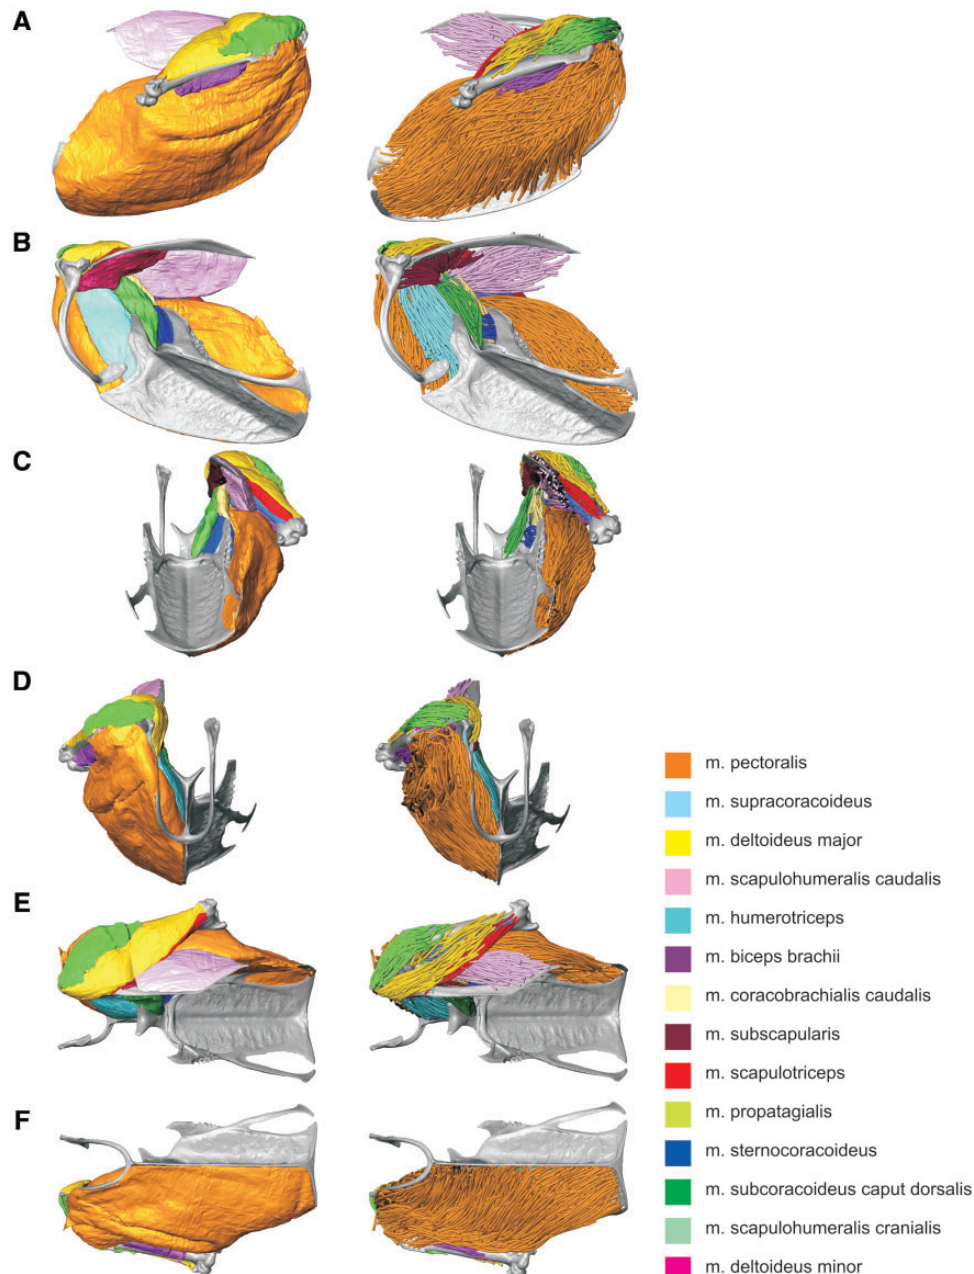 A
B
C
D
E
F
m. pectoralis
m. supracoracoideus
m. deltoideus major
m. scapulohumeralis caudalis
m. humerotriceps
m. biceps brachii
m. coracobrachialis caudalis
m. subscapularis
m. scapulotriceps
m. propatagialis
m. sternocoracoideus
m. subcoracoideus caput dorsalis
m. scapulohumeralis cranialis
m. deltoideus minor